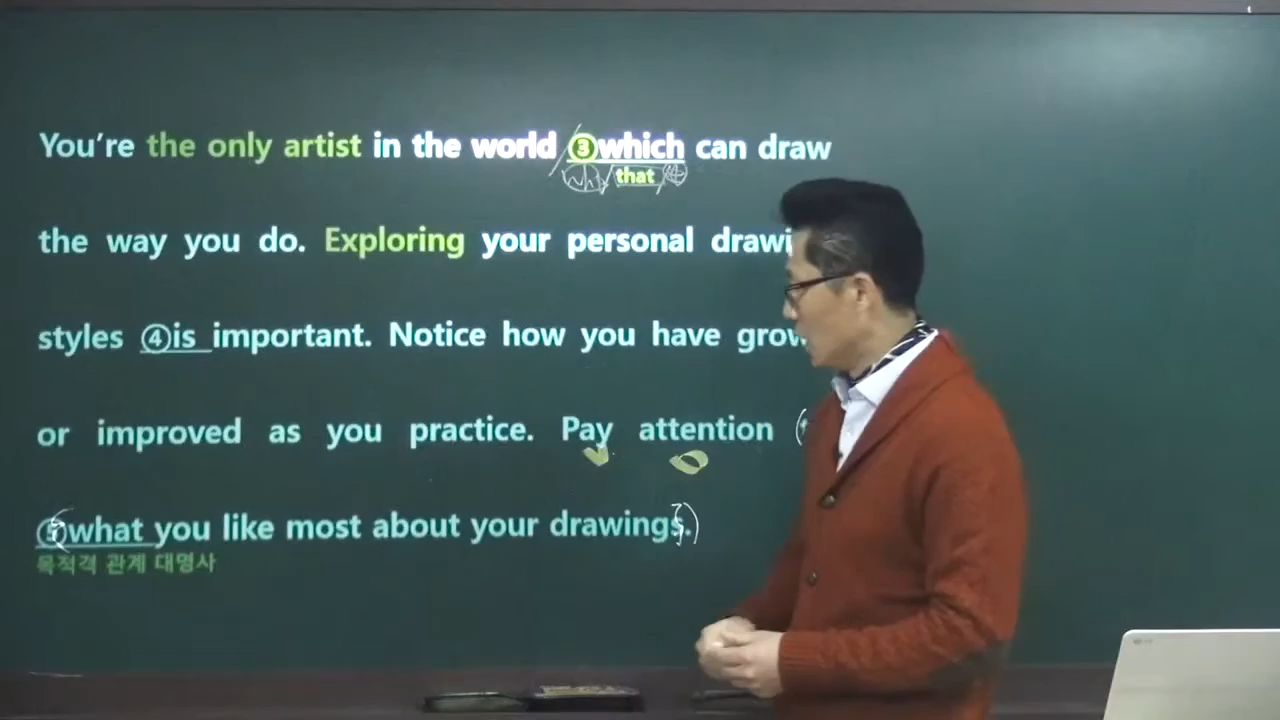 You're the only artist in the world ③which can draw
that
the way you do. Exploring your personal drawi
styles ④is important. Notice how you have grow
or improved as you practice. Pay attention (
⑤what you like most about your drawings.)
목적격 관계 대명사